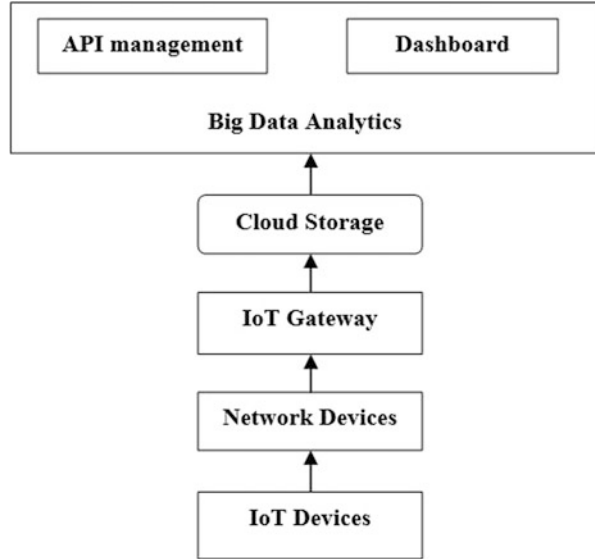 API management
Dashboard
Big Data Analytics
Cloud Storage
IoT Gateway
Network Devices
IoT Devices